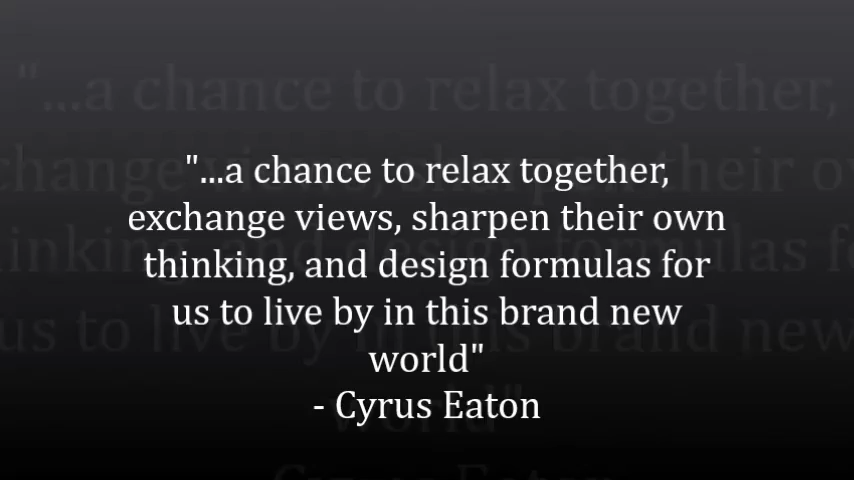 "...a chance to relax together,
exchange views, sharpen their own
thinking, and design formulas for
us to live by in this brand new
world"
- Cyrus Eaton